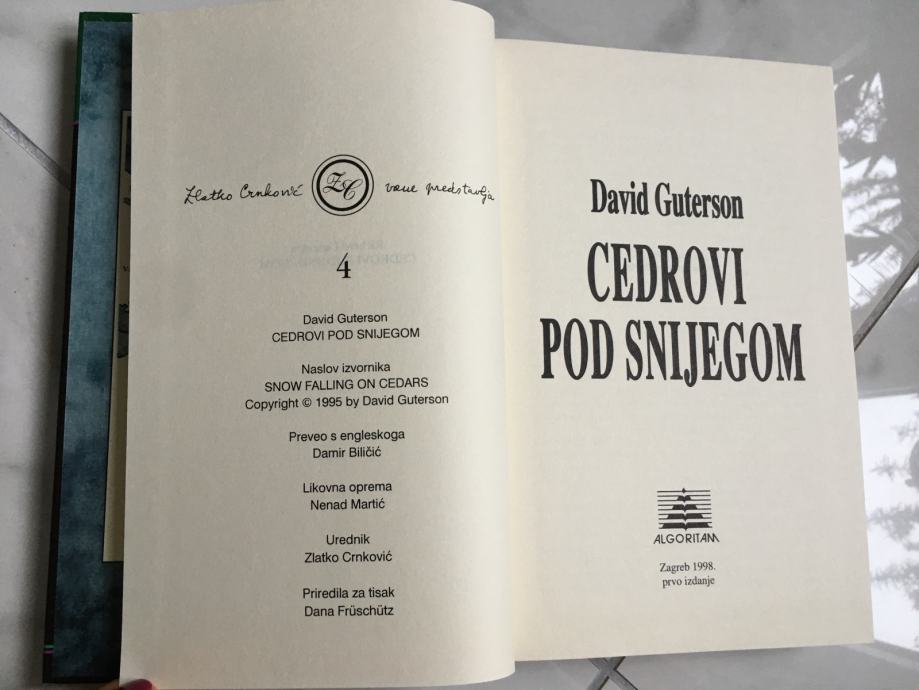 Zlatko Crnković ZC vam predstavlja
4
David Guterson
CEDROVI POD SNIJEGOM
Naslov izvornika
SNOW FALLING ON CEDARS
Copyright © 1995 by David Guterson
Preveo s engleskoga
Damir Biličić
Likovna oprema
Nenad Martić
Urednik
Zlatko Crnković
Priredila za tisak
Dana Früschütz
David Guterson
CEDROVI
POD SNIJEGOM
ALGORITAM
Zagreb 1998.
prvo izdanje